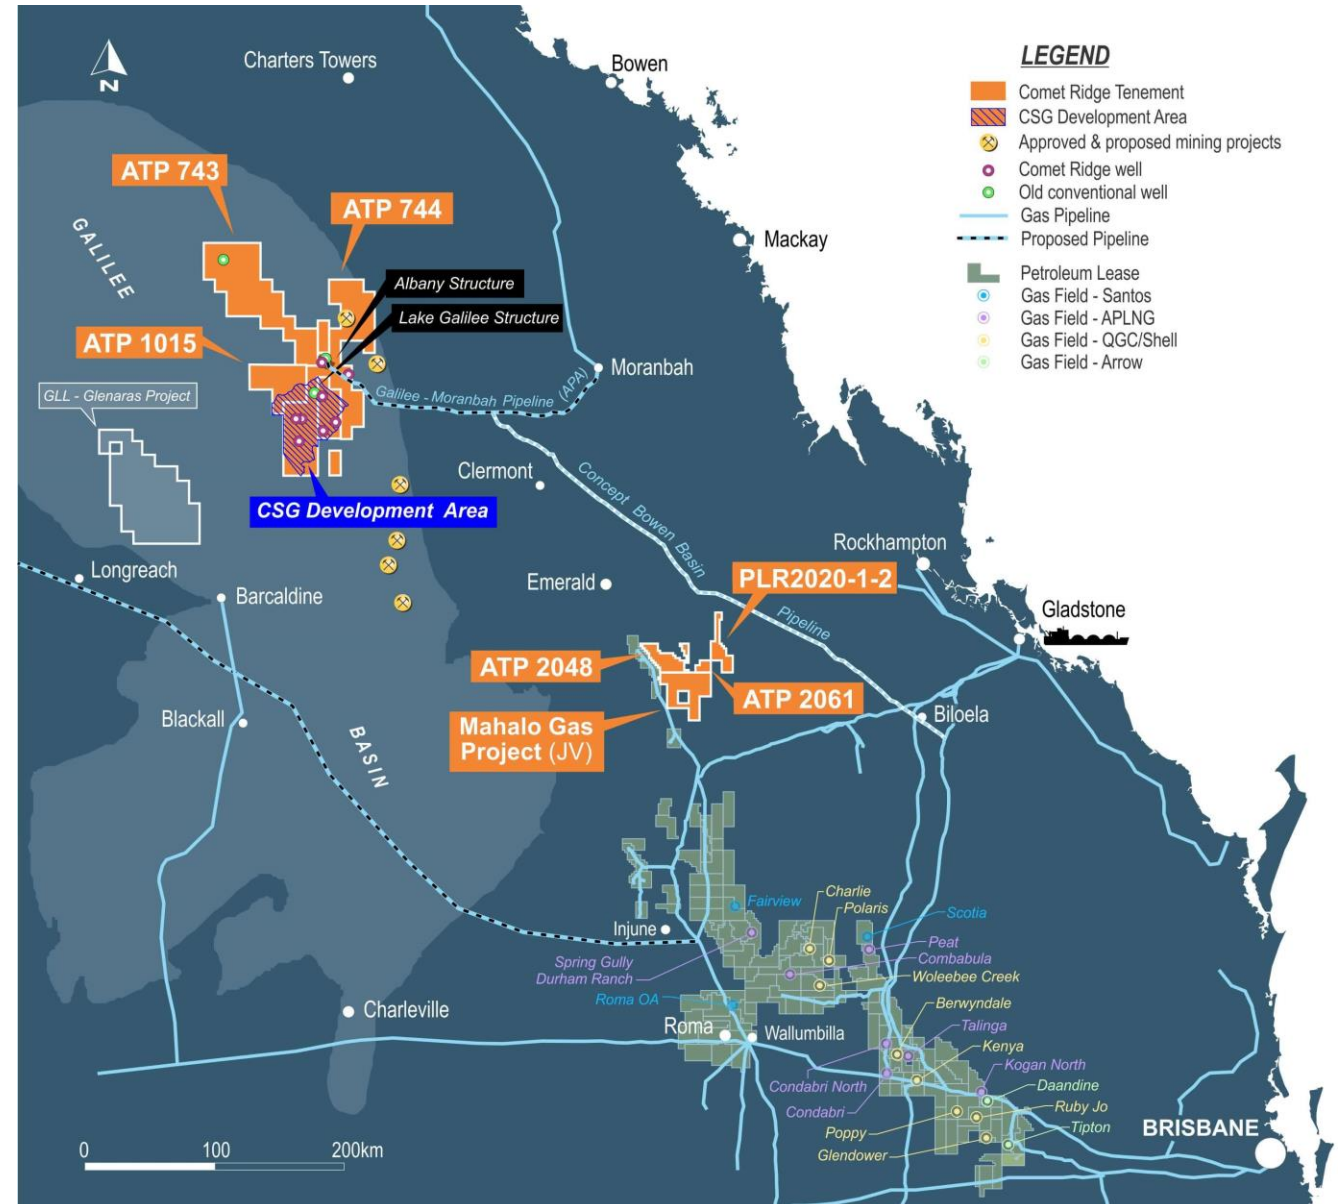 N
Charters Towers
Bowen
LEGEND
Comet Ridge Tenement
CSG Development Area
Approved & proposed mining projects
Comet Ridge well
Old conventional well
Gas Pipeline
Proposed Pipeline
Petroleum Lease
Gas Field - Santos
Gas Field - APLNG
Gas Field - QGC/Shell
Gas Field - Arrow
ATP 743
ATP 744
GALILEE
Mackay
Albany Structure
Lake Galilee Structure
ATP 1015
Moranbah
GLL - Glenaras Project
Galilee - Moranbah Pipeline (APA)
Clermont
CSG Development Area
Concept Bowen Basin
Pipeline
Rockhampton
Longreach
Barcaldine
Emerald
PLR2020-1-2
Gladstone
ATP 2048
ATP 2061
Blackall
BASIN
Mahalo Gas
Project (JV)
Biloela
Charlie
Polaris
Fairview
Scotia
Injune
Peat
Spring Gully
Combabula
Durham Ranch
Woleebee Creek
Roma OA
Berwyndale
Charleville
Roma
Wallumbilla
Talinga
Kenya
Kogan North
Condabri North
Daandine
Condabri
Ruby Jo
Poppy
Tipton
Glendower
BRISBANE
0 100 200km